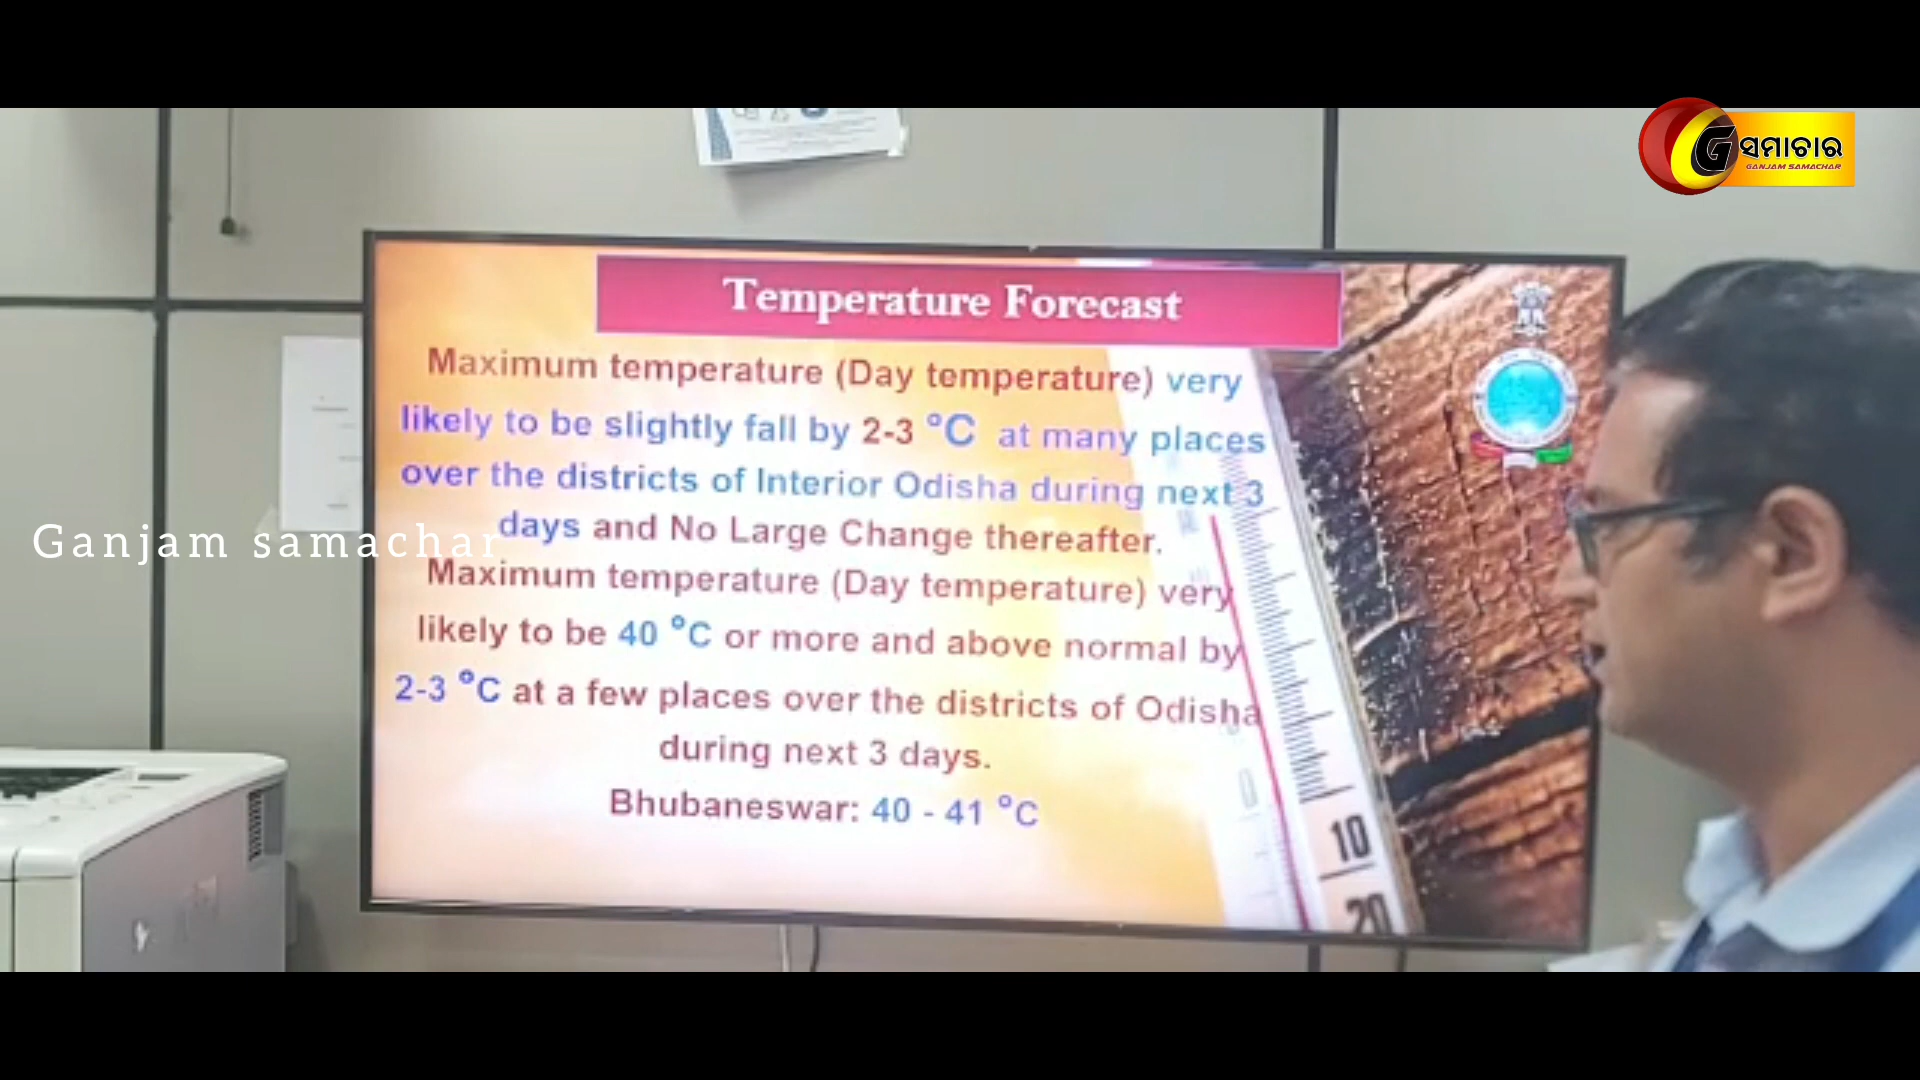 ସମାଚାର
GANJAM SAMACHAR
Temperature Forecast
Maximum temperature (Day temperature) very
likely to be slightly fall by 2-3 °C at many places
over the districts of Interior Odisha during next 3
days and No Large Change thereafter.
Maximum temperature (Day temperature) very
likely to be 40 °C or more and above normal by
2-3 °C at a few places over the districts of Odisha
during next 3 days.
Bhubaneswar: 40 - 41 °C
Ganjam samachar
0
10
20